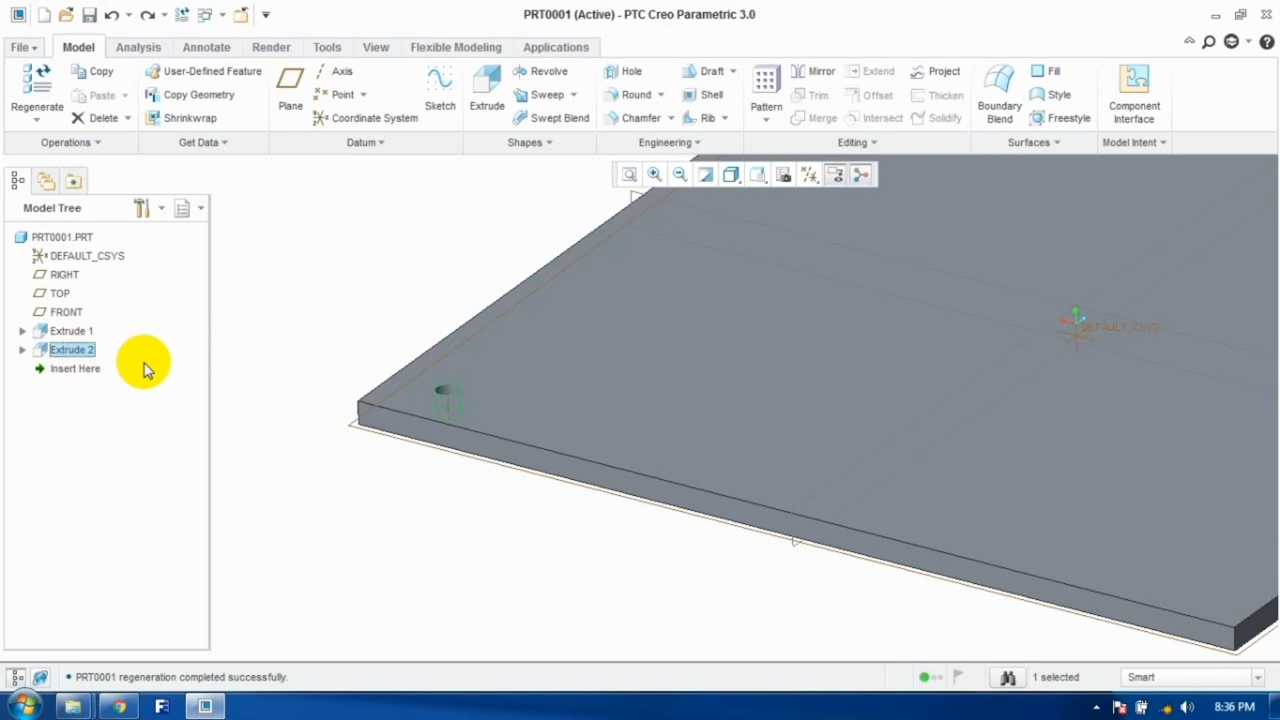 PRT0001 (Active) - PTC Creo Parametric 3.0
File Model Analysis Annotate Render Tools View Flexible Modeling Applications
Regenerate Copy Paste Delete
User-Defined Feature Copy Geometry Shrinkwrap
Plane Axis Point Coordinate System
Sketch Extrude Revolve Sweep Swept Blend
Hole Round Chamfer Draft Shell Rib
Pattern Mirror Trim Merge Extend Offset Intersect Project Thicken Solidify
Boundary Blend Fill Style Freestyle
Component Interface
Operations Get Data Datum Shapes Engineering Editing Surfaces Model Intent
Model Tree
PRT0001.PRT
DEFAULT_CSYS
RIGHT
TOP
FRONT
Extrude 1
Extrude 2
Insert Here
DEFAULT_CSYS
PRT0001 regeneration completed successfully.
1 selected
Smart
F
8:36 PM